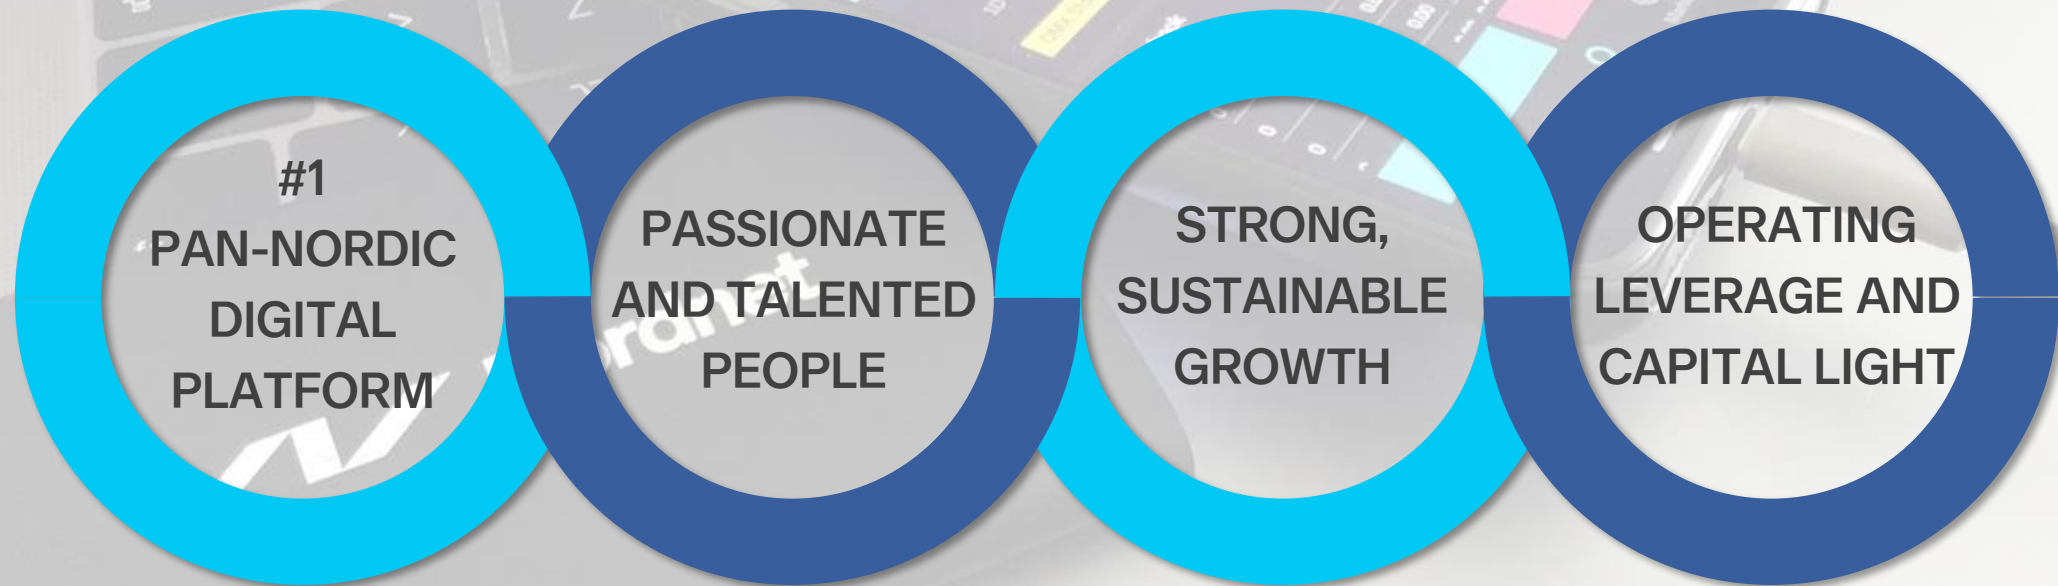 #1
PAN-NORDIC
DIGITAL
PLATFORM
PASSIONATE
AND TALENTED
PEOPLE
STRONG,
SUSTAINABLE
GROWTH
OPERATING
LEVERAGE AND
CAPITAL LIGHT